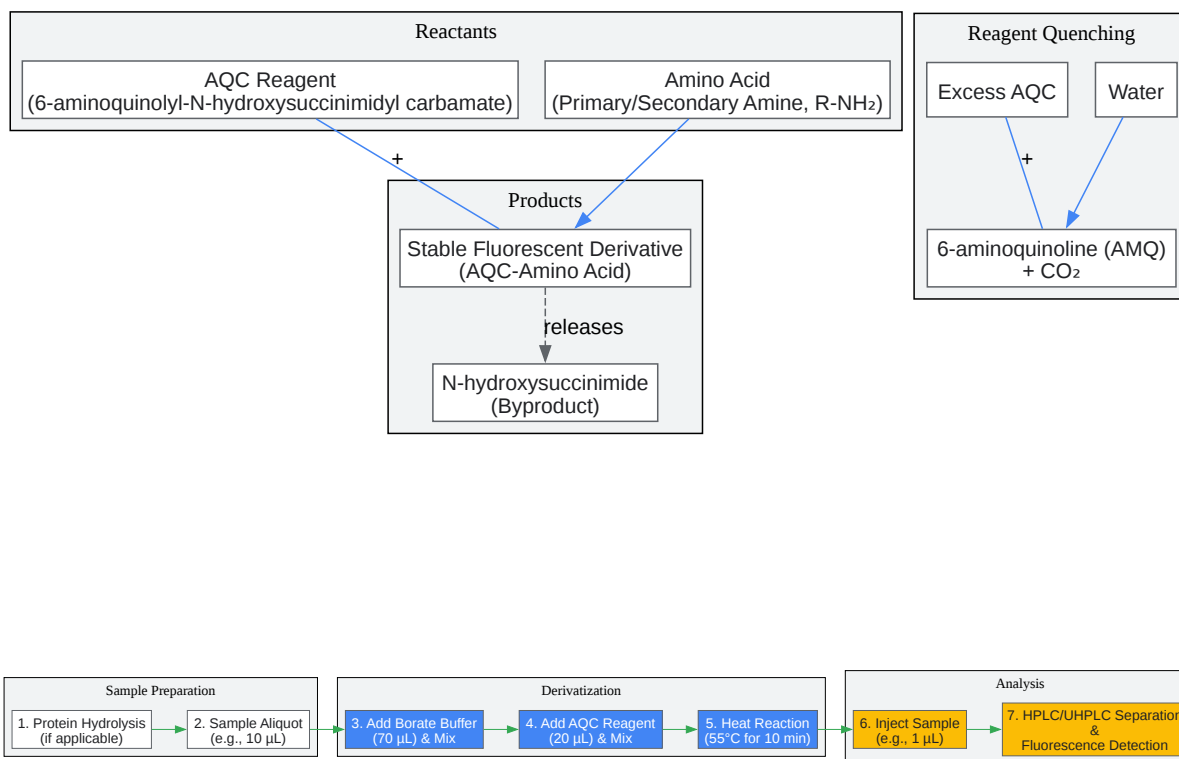 Reactants
AQC Reagent
(6-aminoquinolyl-N-hydroxysuccinimidyl carbamate)
Amino Acid
(Primary/Secondary Amine, R-NH₂)
+
Products
Stable Fluorescent Derivative
(AQC-Amino Acid)
releases
N-hydroxysuccinimide
(Byproduct)
Reagent Quenching
Excess AQC
Water
+
6-aminoquinoline (AMQ)
+ CO₂
Sample Preparation
1. Protein Hydrolysis
(if applicable)
2. Sample Aliquot
(e.g., 10 µL)
Derivatization
3. Add Borate Buffer
(70 µL) & Mix
4. Add AQC Reagent
(20 µL) & Mix
5. Heat Reaction
(55°C for 10 min)
Analysis
6. Inject Sample
(e.g., 1 µL)
7. HPLC/UHPLC Separation
&
Fluorescence Detection